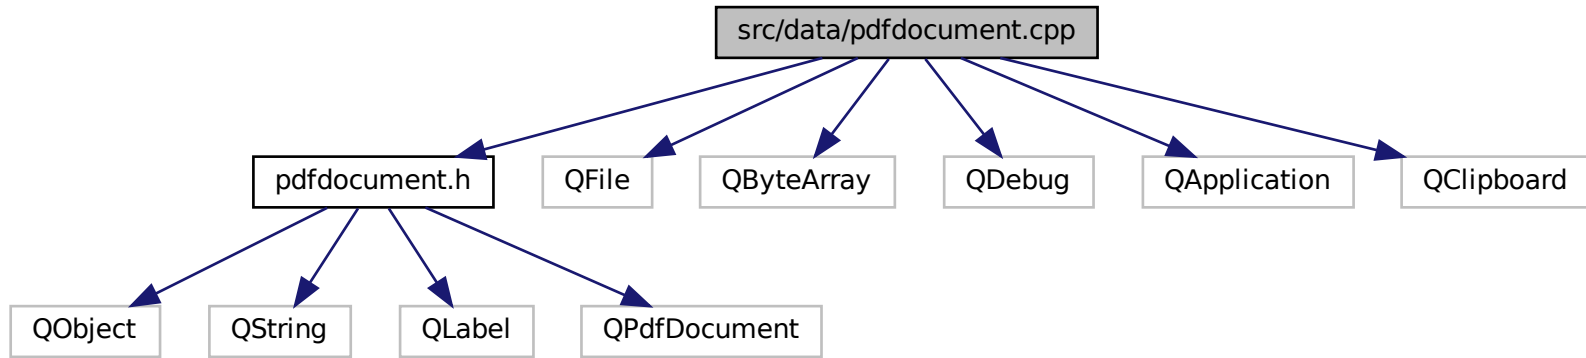 src/data/pdfdocument.cpp
pdfdocument.h
QFile
QByteArray
QDebug
QApplication
QClipboard
QObject
QString
QLabel
QPdfDocument